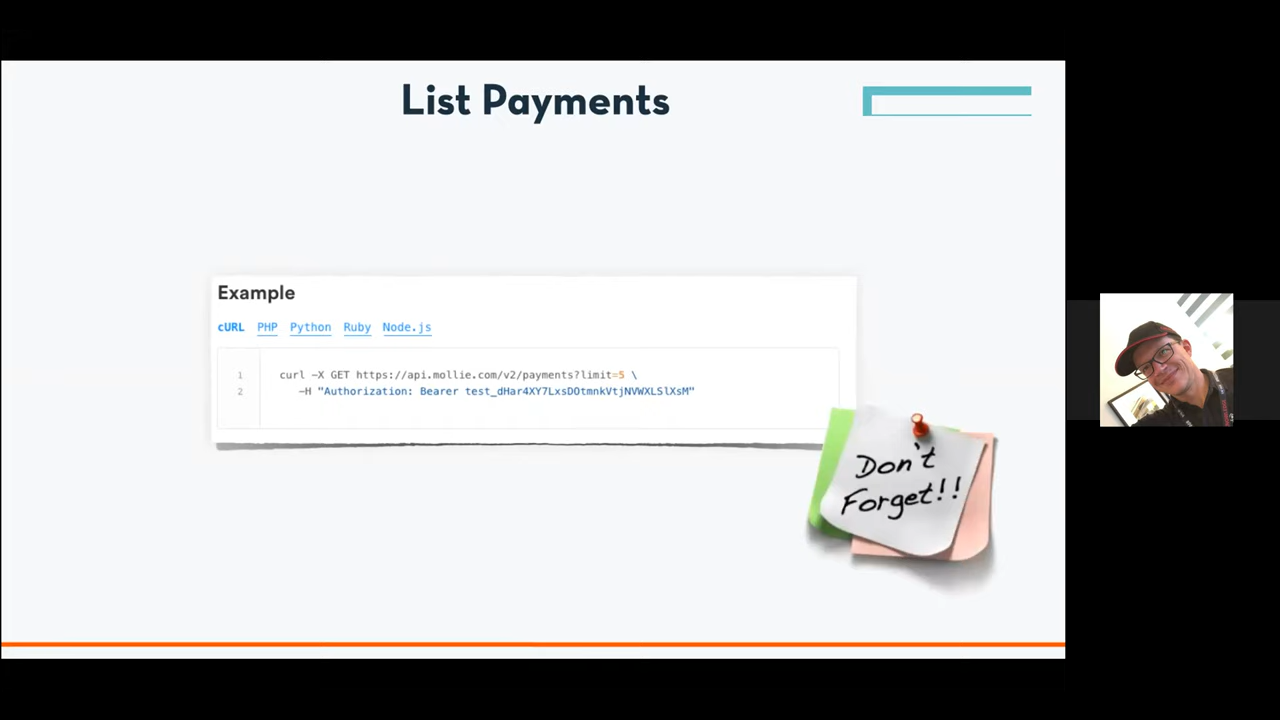 List Payments
Example
cURL PHP Python Ruby Node.js
1 curl -X GET https://api.mollie.com/v2/payments?limit=5 \
2 -H "Authorization: Bearer test_dHar4XY7LxsDOtmnkVtjNVWXLSlXsM"
Don't
Forget!!